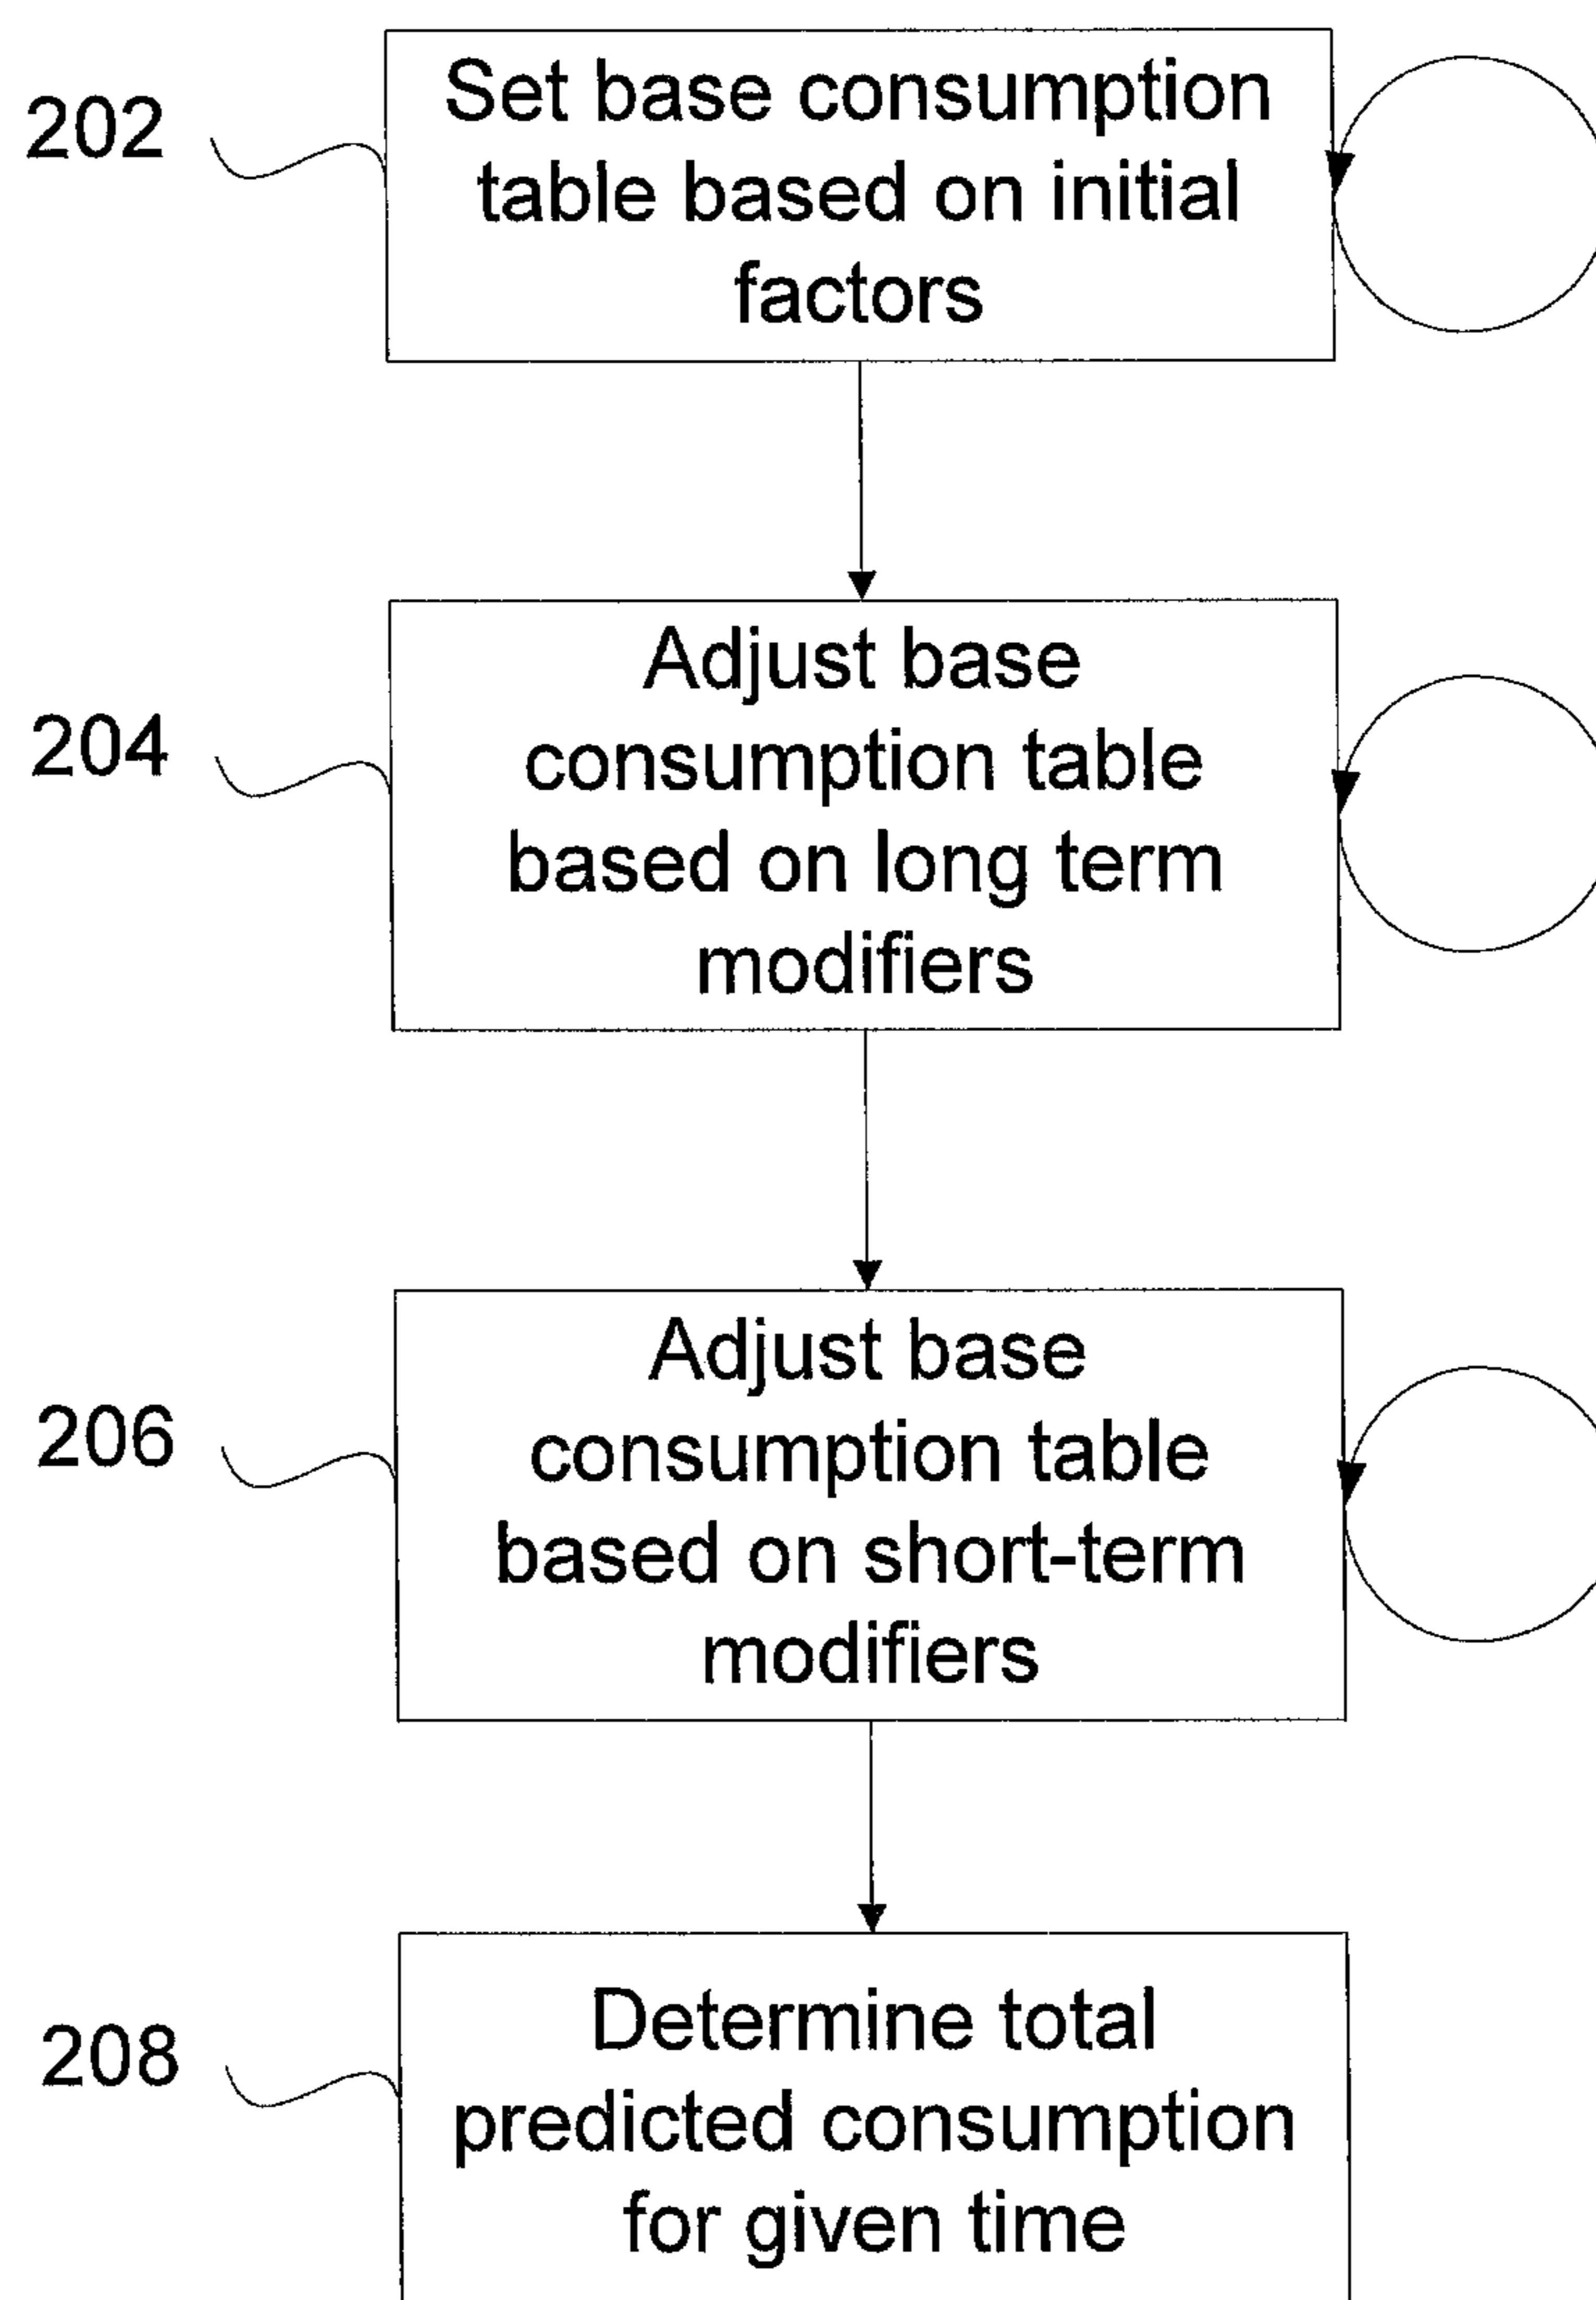 202
Set base consumption
table based on initial
factors
204
Adjust base
consumption table
based on long term
modifiers
206
Adjust base
consumption table
based on short-term
modifiers
208
Determine total
predicted consumption
for given time